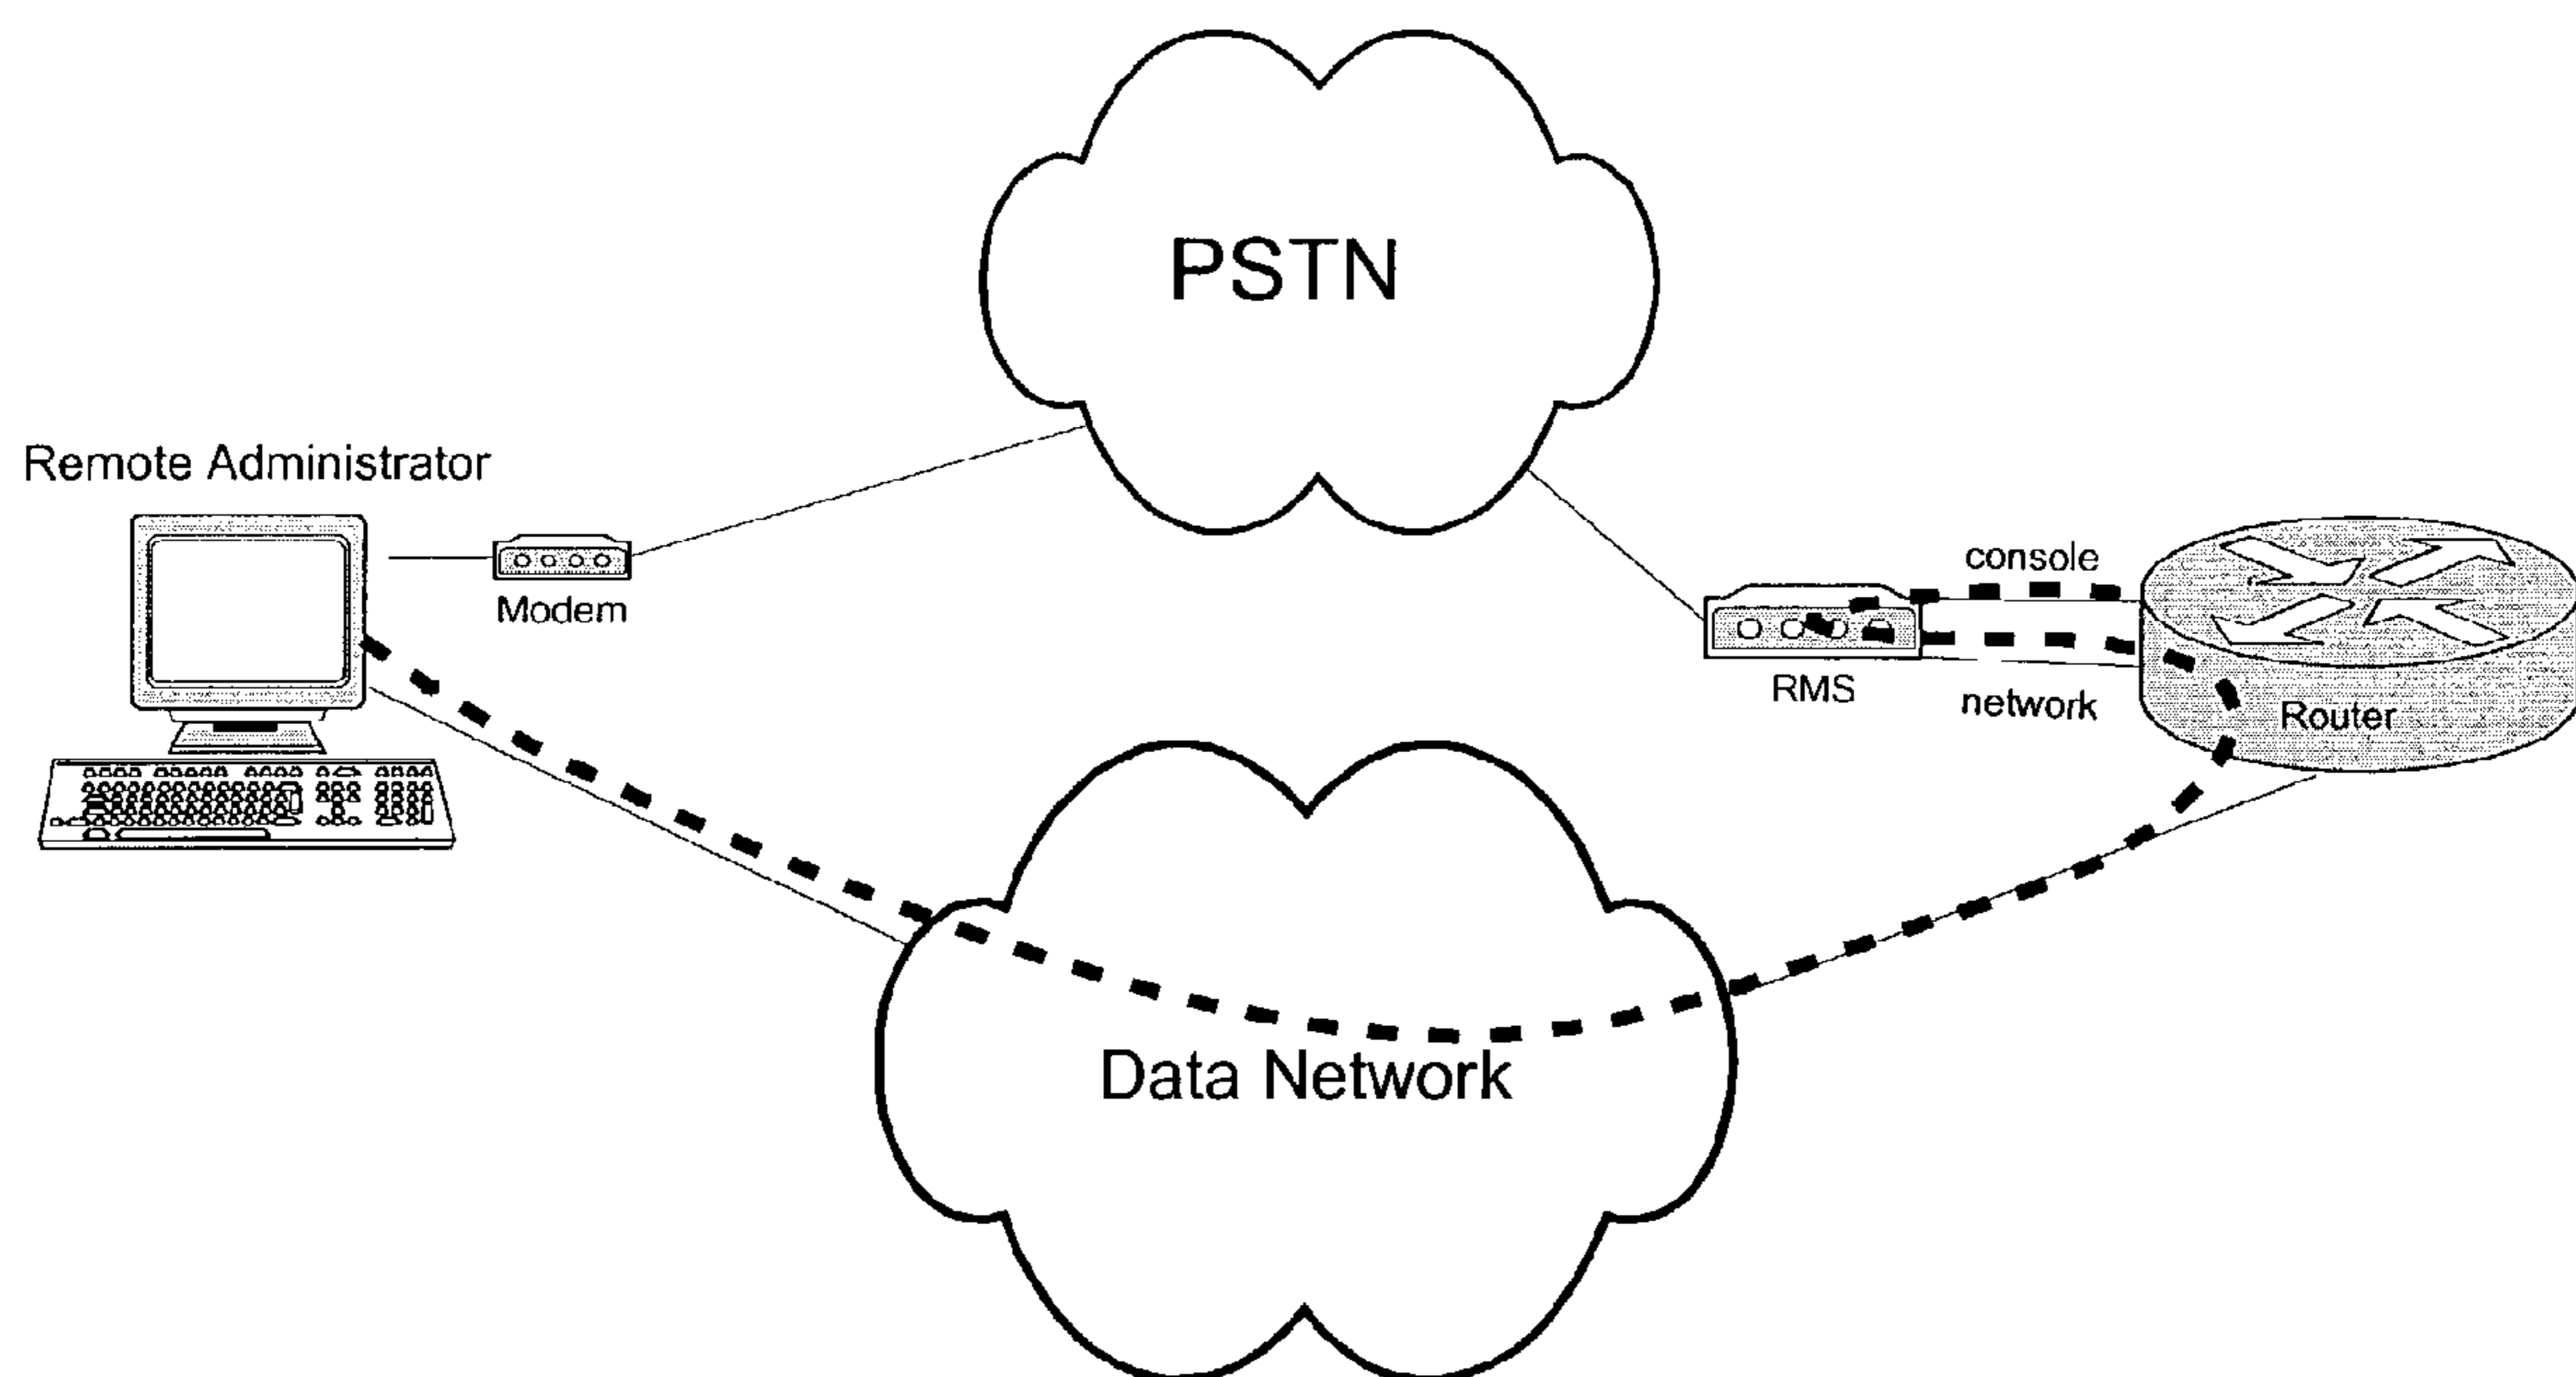 PSTN
Remote Administrator
Modem
console
RMS
network
Router
Data Network